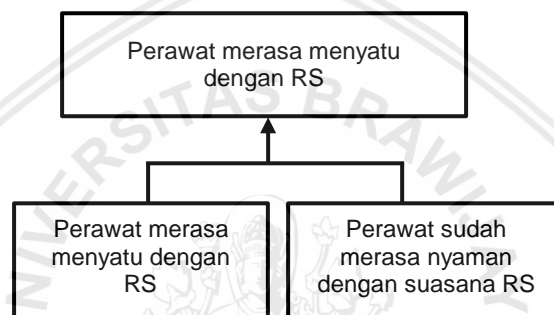 Perawat merasa menyatu
dengan RS
Perawat merasa
menyatu dengan
RS
Perawat sudah
merasa nyaman
dengan suasana RS